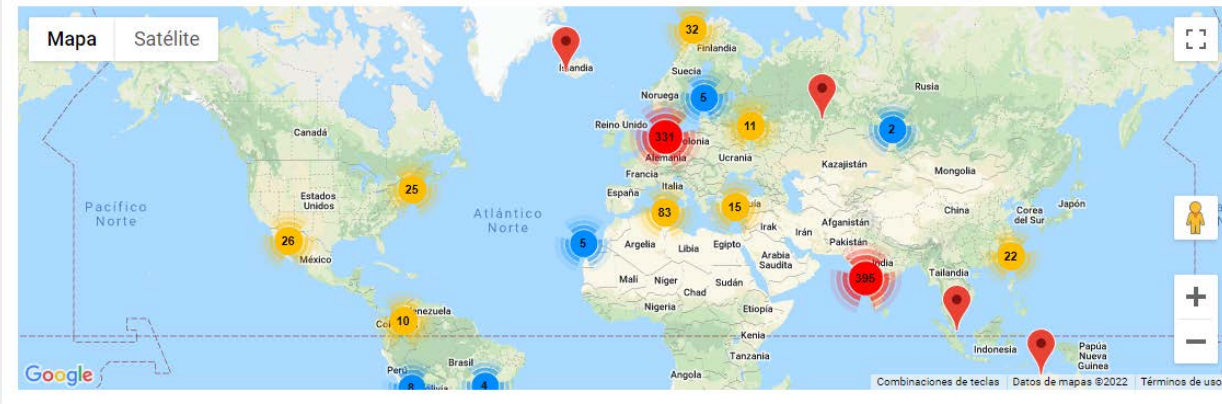 Mapa
Satélite
32
Finlandia
Islandia
Suecia
Rusia
Noruega
5
Reino Unido
331
11
2
Canadá
Polonia
Alemania
Ucrania
Kazajistán
Mongolia
Francia
25
Estados
Unidos
España
Italia
Pacífico
Norte
Atlántico
Norte
83
15
China
Corea
del Sur
Japón
Afganistán
Irak
Irán
26
5
Argelia
Libia
Egipto
Pakistán
México
Arabia
Saudita
22
India
395
Tailandia
Malí
Níger
Chad
Sudán
Nigeria
Etiopía
10
Venezuela
Kenia
Indonesia
Papúa
Nueva
Guinea
Tanzania
Perú
Brasil
Angola
Google
8
4
Combinaciones de teclas
Datos de mapas ©2022
Términos de uso